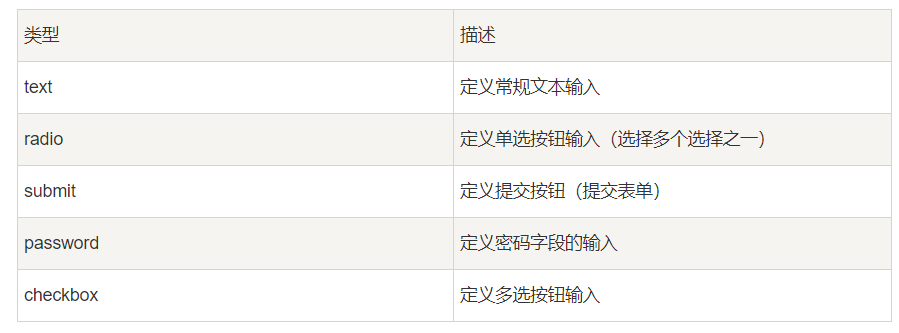 类型 描述
text 定义常规文本输入
radio 定义单选按钮输入（选择多个选择之一）
submit 定义提交按钮（提交表单）
password 定义密码字段的输入
checkbox 定义多选按钮输入